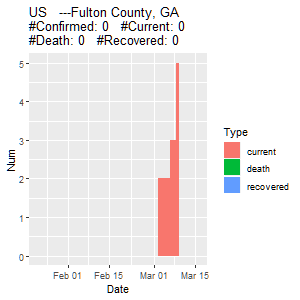 US   ---Fulton County, GA
#Confirmed: 0   #Current: 0
#Death: 0   #Recovered: 0
5
4
3
2
1
0
Num
Feb 01
Feb 15
Mar 01
Mar 15
Date
Type
current
death
recovered